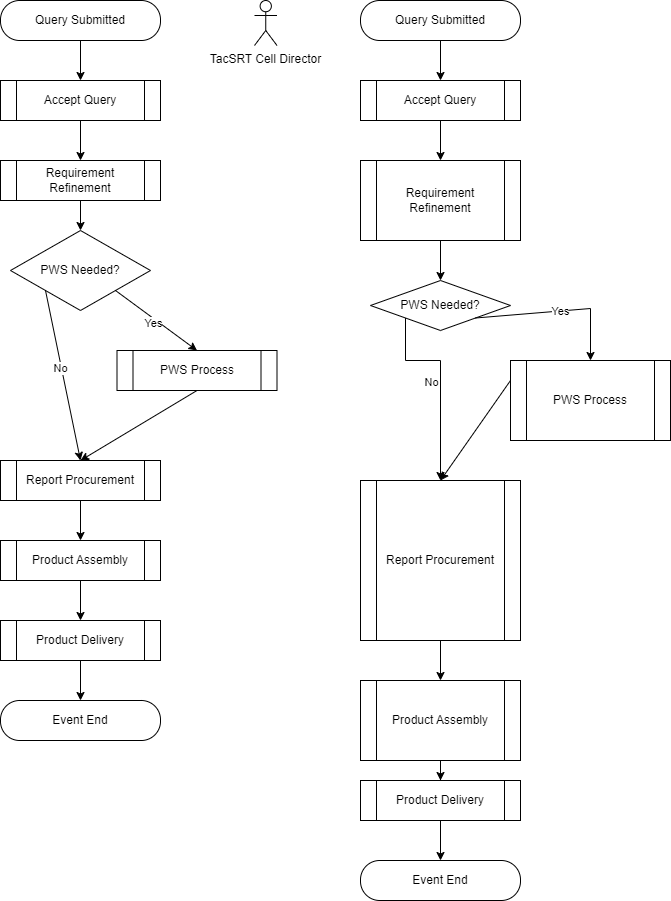 Query Submitted
Accept Query
Requirement
Refinement
PWS Needed?
Yes
No
PWS Process
Report Procurement
Product Assembly
Product Delivery
Event End
TacSRT Cell Director
Query Submitted
Accept Query
Requirement
Refinement
PWS Needed?
Yes
No
PWS Process
Report Procurement
Product Assembly
Product Delivery
Event End